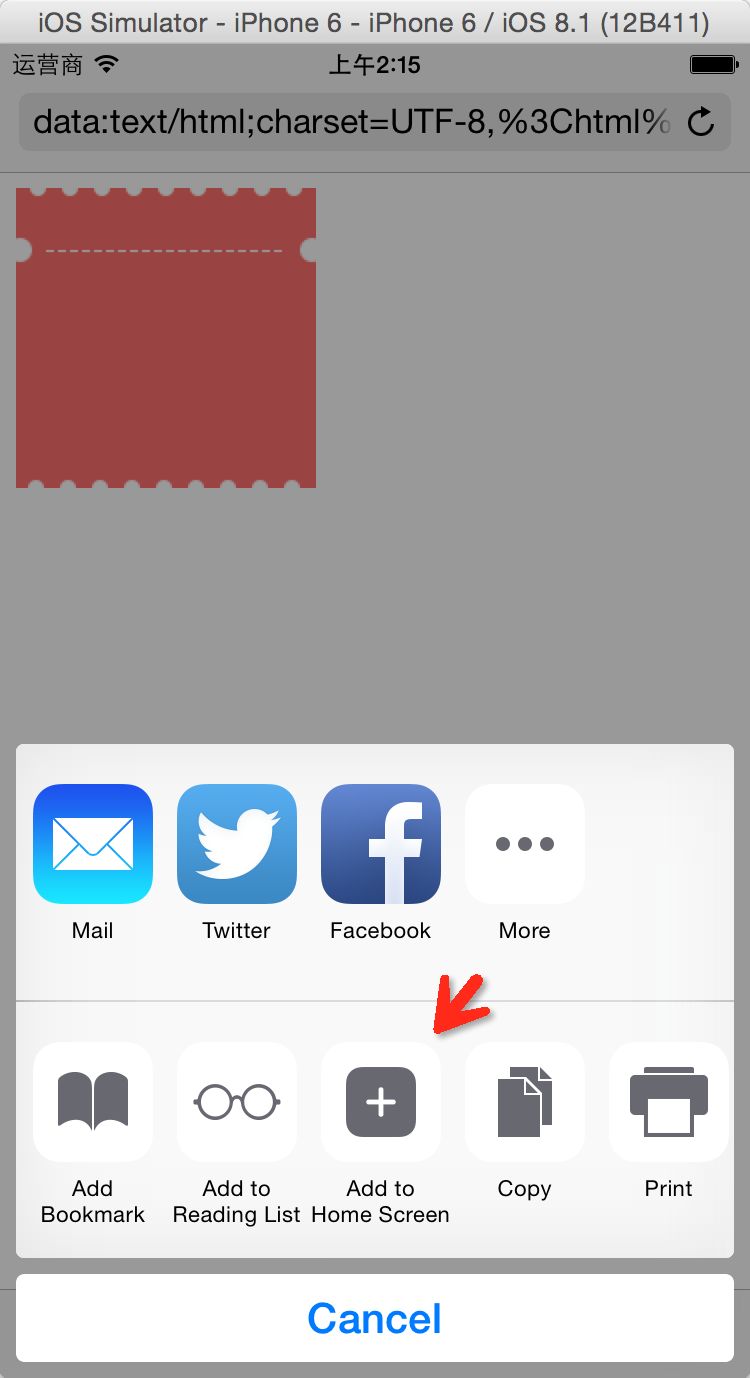 iOS Simulator - iPhone 6 - iPhone 6 / iOS 8.1 (12B411)
运营商 上午2:15
data:text/html;charset=UTF-8,%3Chtml%
Mail Twitter Facebook More
Add Bookmark Add to Reading List Add to Home Screen Copy Print
Cancel